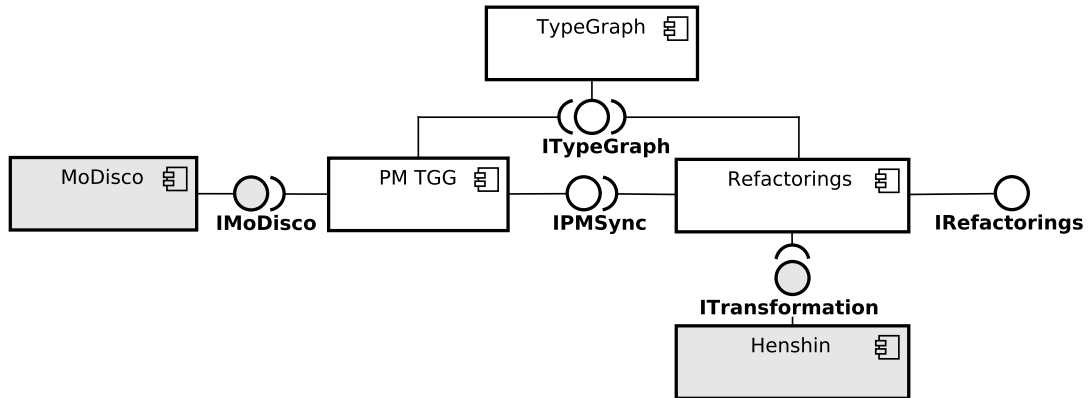 TypeGraph
ITypeGraph
MoDisco
IMoDisco
PM TGG
IPMSync
Refactorings
IRefactorings
ITransformation
Henshin